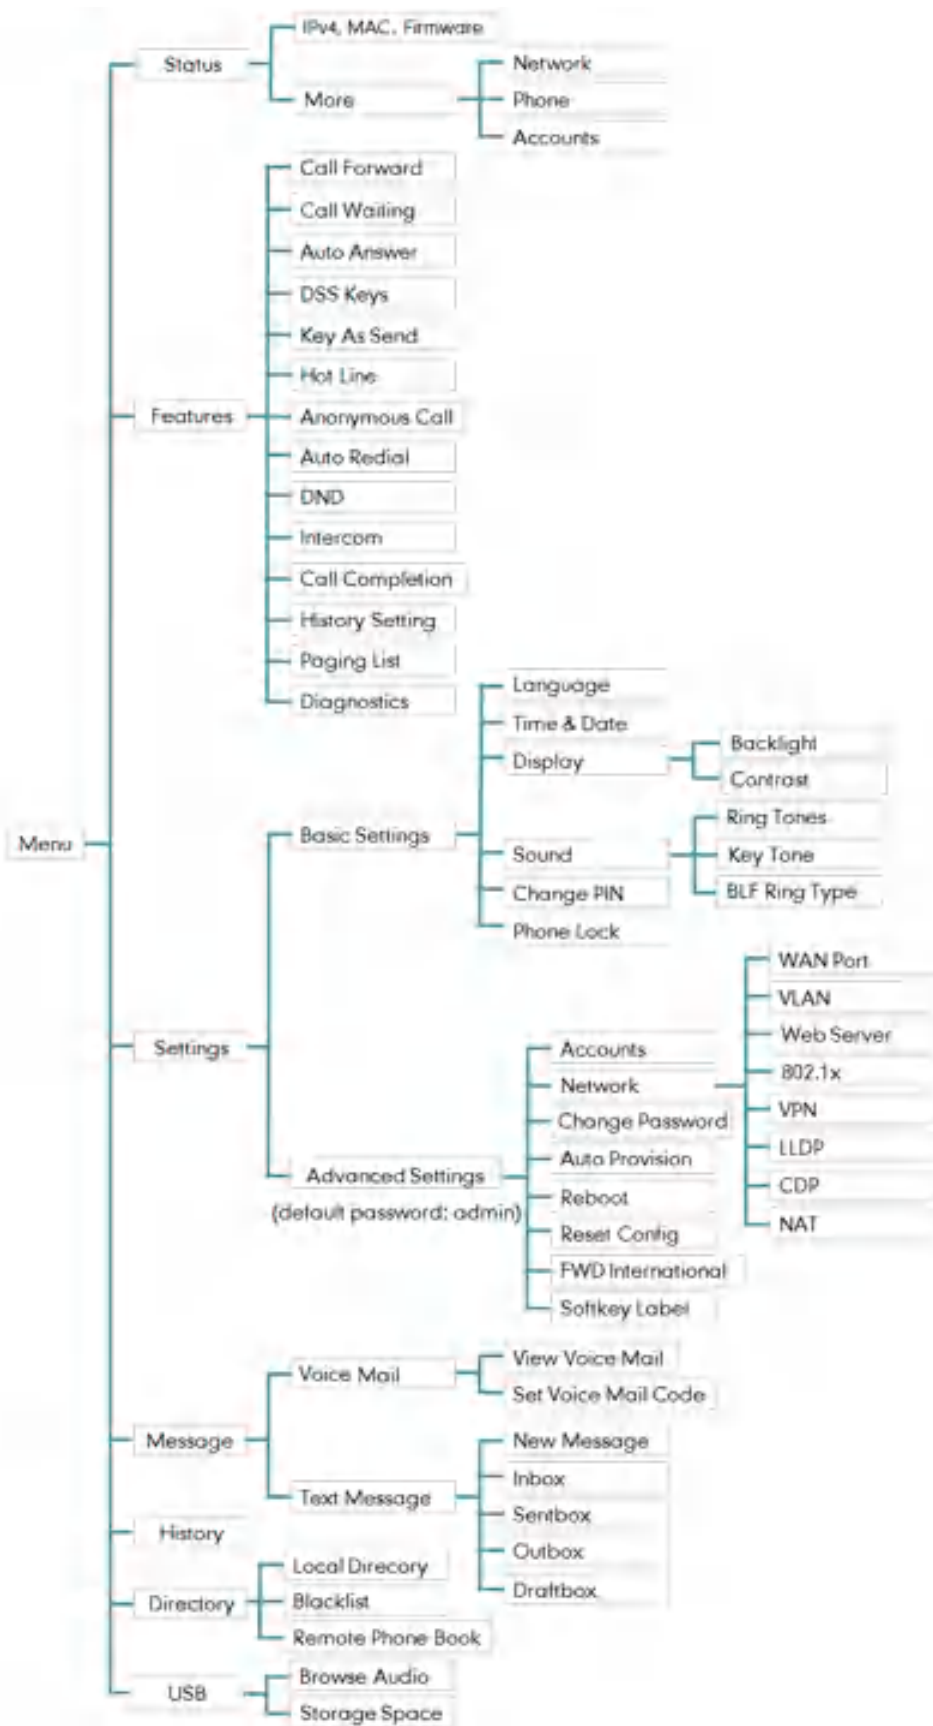 IPv4, MAC, Firmware
Status
Network
More
Phone
Accounts
Call Forward
Call Waiting
Auto Answer
DSS Keys
Key As Send
Hot Line
Features
Anonymous Call
Auto Redial
DND
Intercom
Call Completion
History Setting
Paging List
Diagnostics
Language
Time & Date
Display
Backlight
Contrast
Menu
Basic Settings
Ring Tones
Sound
Key Tone
Change PIN
BLF Ring Type
Phone Lock
WAN Port
VLAN
Web Server
Settings
Accounts
802.1x
Network
VPN
Change Password
LLDP
Auto Provision
Advanced Settings
CDP
(default password: admin)
Reboot
NAT
Reset Config
FWD International
Softkey Label
View Voice Mail
Voice Mail
Set Voice Mail Code
Message
New Message
Inbox
Text Message
Sentbox
History
Outbox
Local Direcory
Draftbox
Directory
Blacklist
Remote Phone Book
Browse Audio
USB
Storage Space